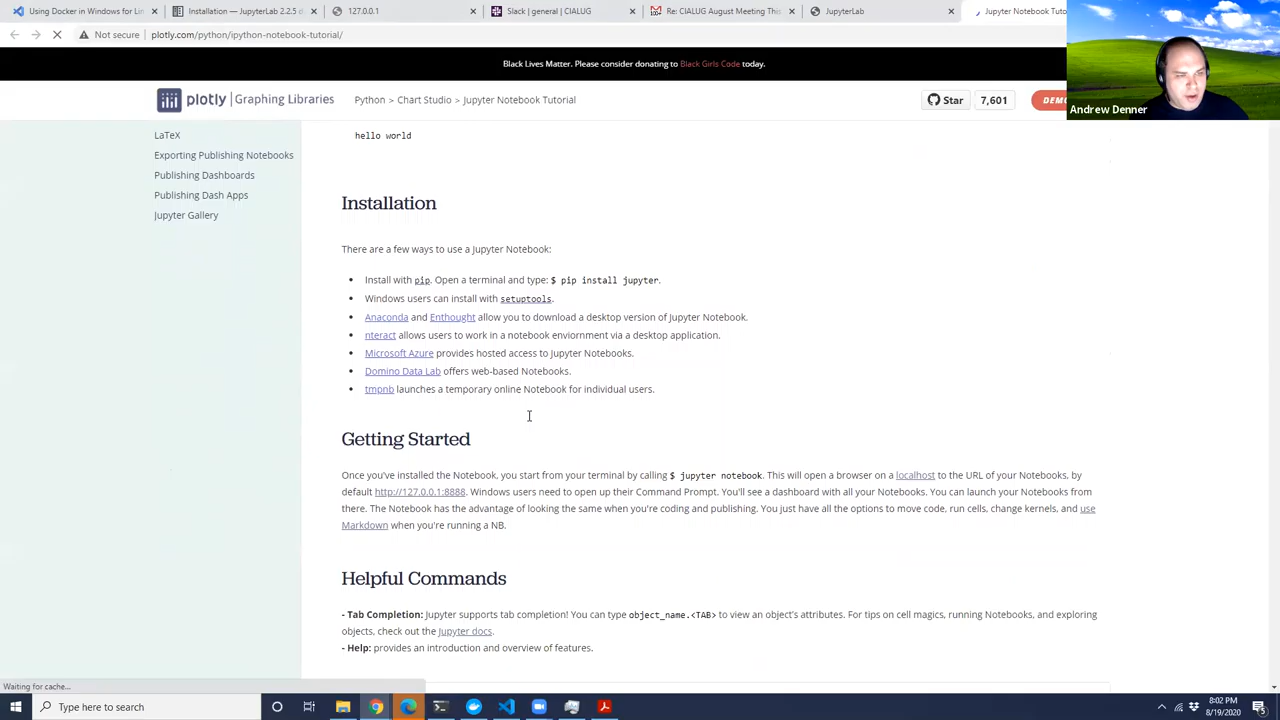 Using Docker in Windows for Lin
Installation — JupyterLab 2.2.5 d
127.0.0.1
Slack | general | CIALUG
Re: CIALUG August Meeting This
JupyterLab
Jupyter Notebook Tuto
Not secure | plotly.com/python/ipython-notebook-tutorial/
Black Lives Matter. Please consider donating to Black Girls Code today.
plotly | Graphing Libraries
Python > Chart Studio > Jupyter Notebook Tutorial
Star 7,601
DEM
Andrew Denner
LaTeX
Exporting Publishing Notebooks
Publishing Dashboards
Publishing Dash Apps
Jupyter Gallery
hello world
Installation
There are a few ways to use a Jupyter Notebook:
• Install with pip. Open a terminal and type: $ pip install jupyter.
• Windows users can install with setuptools.
• Anaconda and Enthought allow you to download a desktop version of Jupyter Notebook.
• nteract allows users to work in a notebook enviornment via a desktop application.
• Microsoft Azure provides hosted access to Jupyter Notebooks.
• Domino Data Lab offers web-based Notebooks.
• tmpnb launches a temporary online Notebook for individual users.
Getting Started
Once you've installed the Notebook, you start from your terminal by calling $ jupyter notebook. This will open a browser on a localhost to the URL of your Notebooks, by
default http://127.0.0.1:8888. Windows users need to open up their Command Prompt. You'll see a dashboard with all your Notebooks. You can launch your Notebooks from
there. The Notebook has the advantage of looking the same when you're coding and publishing. You just have all the options to move code, run cells, change kernels, and use
Markdown when you're running a NB.
Helpful Commands
- Tab Completion: Jupyter supports tab completion! You can type object_name.<TAB> to view an object's attributes. For tips on cell magics, running Notebooks, and exploring
objects, check out the Jupyter docs.
- Help: provides an introduction and overview of features.
Waiting for cache...
Type here to search
8:02 PM
8/19/2020